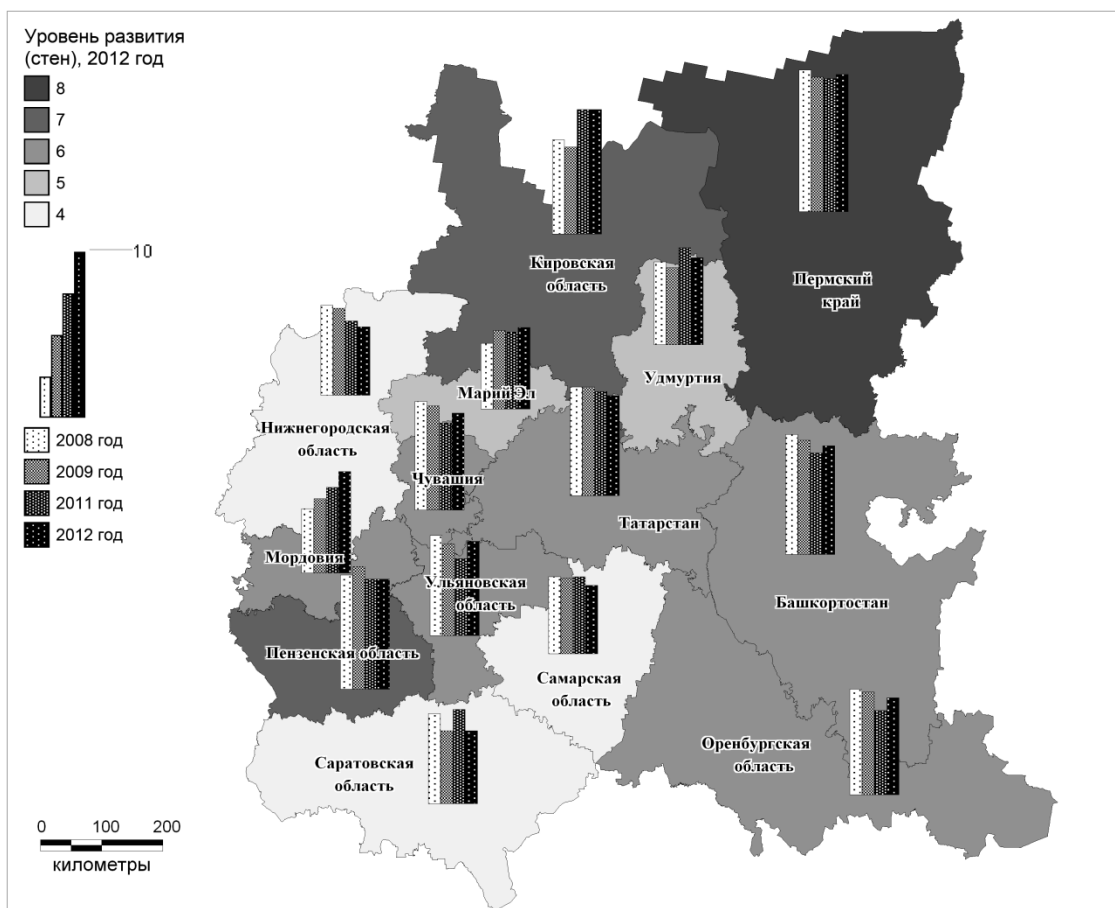 Уровень развития
(стен), 2012 год
8
7
6
5
4
10
2008 год
2009 год
2011 год
2012 год
0 100 200
километры
Кировская
область
Пермский
край
Удмуртия
Марий Эл
Нижнегородская
область
Чувашия
Татарстан
Мордовия
Ульяновская
область
Башкортостан
Пензенская область
Самарская
область
Оренбургская
область
Саратовская
область